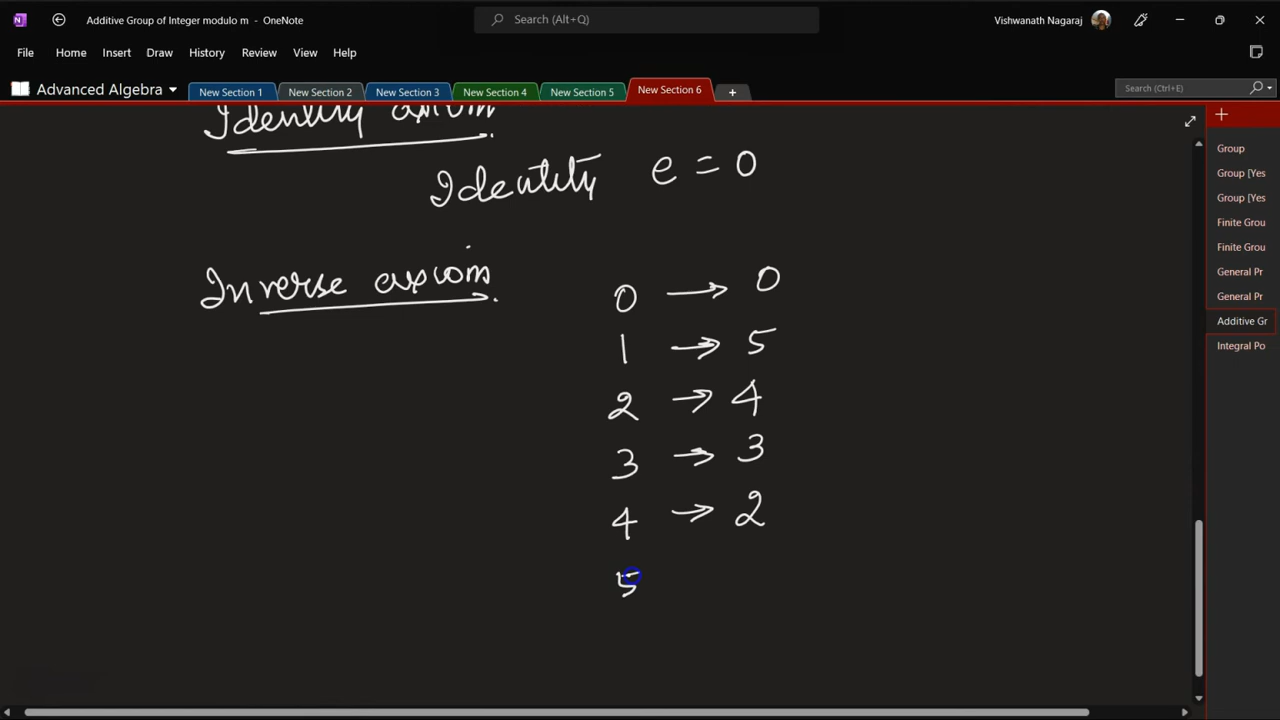 Additive Group of Integer modulo m - OneNote
Search (Alt+Q)
Vishwanath Nagaraj
File Home Insert Draw History Review View Help
Advanced Algebra
New Section 1 New Section 2 New Section 3 New Section 4 New Section 5 New Section 6 +
Search (Ctrl+E)
Identity axiom.
Identity e = 0
Inverse axiom.
0 → 0
1 → 5
2 → 4
3 → 3
4 → 2
5
Group
Group [Yes
Group [Yes
Finite Grou
Finite Grou
General Pr
General Pr
Additive Gr
Integral Po